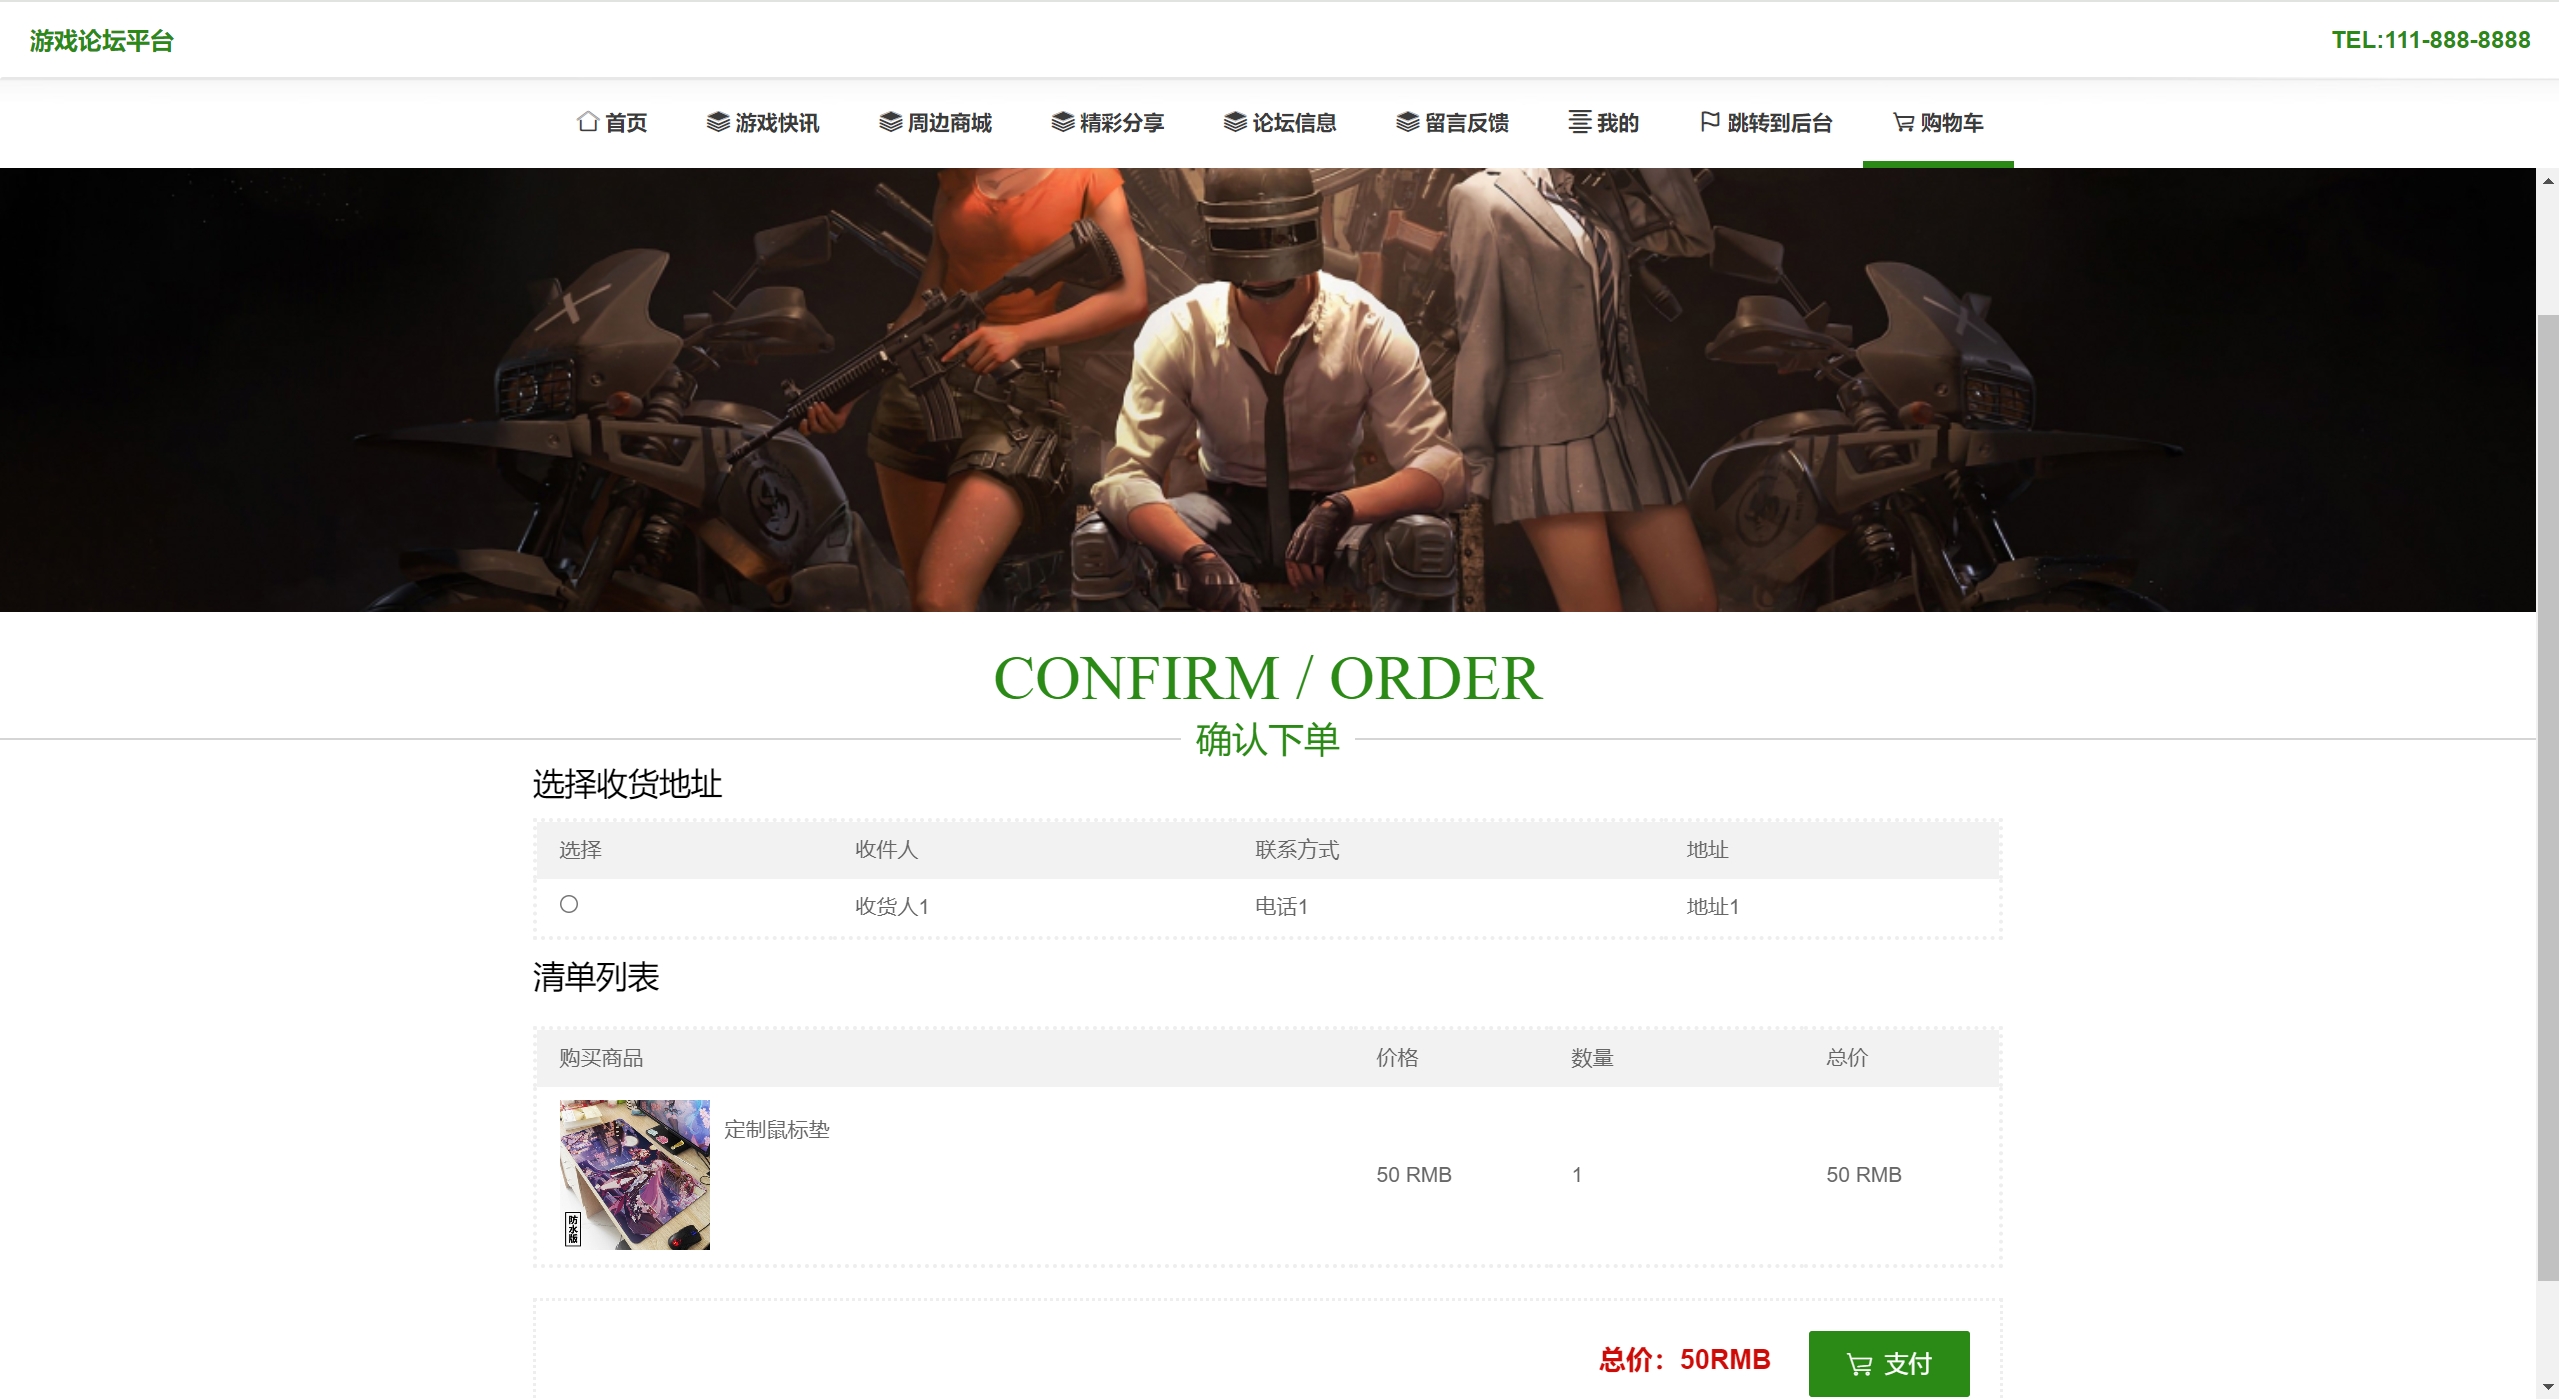 游戏论坛平台 TEL:111-888-8888
首页 游戏快讯 周边商城 精彩分享 论坛信息 留言反馈 我的 跳转到后台 购物车
CONFIRM / ORDER
确认下单
选择收货地址
选择 收件人 联系方式 地址
收货人1 电话1 地址1
清单列表
购买商品 价格 数量 总价
定制鼠标垫
50 RMB 1 50 RMB
防水版
总价：50RMB 支付